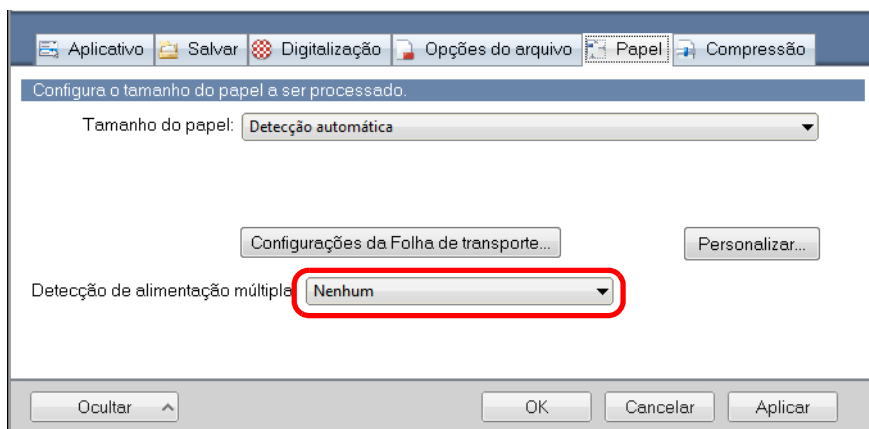 Aplicativo Salvar Digitalização Opções do arquivo Papel Compressão
Configura o tamanho do papel a ser processado.
Tamanho do papel: Detecção automática
Configurações da Folha de transporte... Personalizar...
Detecção de alimentação múltipla Nenhum
Ocultar OK Cancelar Aplicar